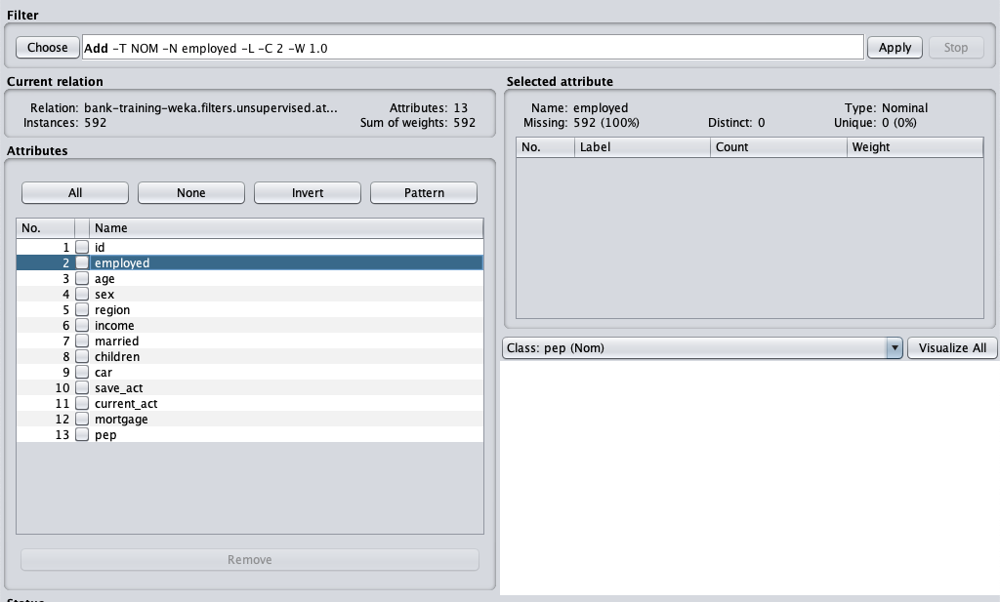 Filter
Choose Add -T NOM -N employed -L -C 2 -W 1.0 Apply Stop
Current relation
Relation: bank-training-weka.filters.unsupervised.at... Attributes: 13
Instances: 592 Sum of weights: 592
Attributes
All None Invert Pattern
No. Name
1 id
2 employed
3 age
4 sex
5 region
6 income
7 married
8 children
9 car
10 save_act
11 current_act
12 mortgage
13 pep
Remove
Selected attribute
Name: employed Type: Nominal
Missing: 592 (100%) Distinct: 0 Unique: 0 (0%)
No. Label Count Weight
Class: pep (Nom) Visualize All
Status